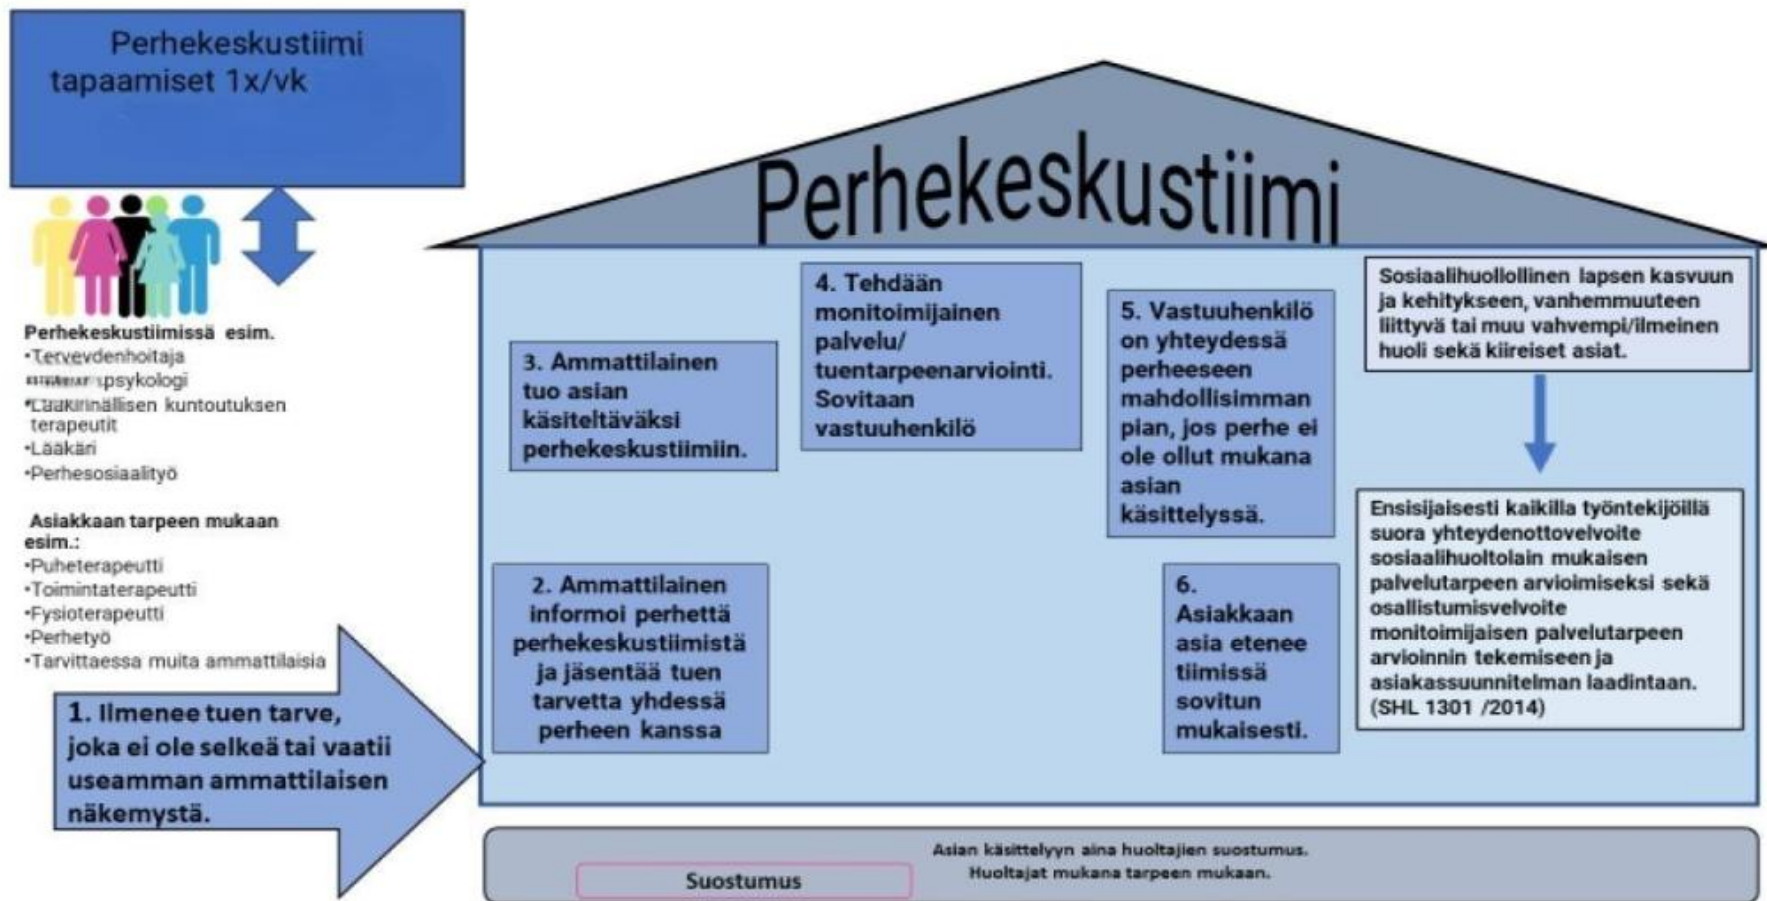 Perhekeskustiimi
tapaamiset 1x/vk
Perhekeskustiimi
Perhekeskustiimissä esim.
•Terveydenhoitaja
psykologi
•Lääkinnällisen kuntoutuksen
terapeutit
•Lääkäri
•Perhesosiaalityö
Asiakkaan tarpeen mukaan
esim.:
•Puheterapeutti
•Toimintaterapeutti
•Fysioterapeutti
•Perhetyö
•Tarvittaessa muita ammattilaisia
1. Ilmenee tuen tarve,
joka ei ole selkeä tai vaatii
useamman ammattilaisen
näkemystä.
2. Ammattilainen
informoi perhettä
perhekeskustiimistä
ja jäsentää tuen
tarvetta yhdessä
perheen kanssa
3. Ammattilainen
tuo asian
käsiteltäväksi
perhekeskustiimiin.
4. Tehdään
monitoimijainen
palvelu/
tuentarpeenarviointi.
Sovitaan
vastuuhenkilö
5. Vastuuhenkilö
on yhteydessä
perheeseen
mahdollisimman
pian, jos perhe ei
ole ollut mukana
asian
käsittelyssä.
6.
Asiakkaan
asia etenee
tiimissä
sovitun
mukaisesti.
Sosiaalihuollollinen lapsen kasvuun
ja kehitykseen, vanhemmuuteen
liittyvä tai muu vahvempi/ilmeinen
huoli sekä kiireiset asiat.
Ensisijaisesti kaikilla työntekijöillä
suora yhteydenottovelvoite
sosiaalihuoltolain mukaisen
palvelutarpeen arvioimiseksi sekä
osallistumisvelvoite
monitoimijaisen palvelutarpeen
arvioinnin tekemiseen ja
asiakassuunnitelman laadintaan.
(SHL 1301 /2014)
Asian käsittelyyn aina huoltajien suostumus.
Huoltajat mukana tarpeen mukaan.
Suostumus